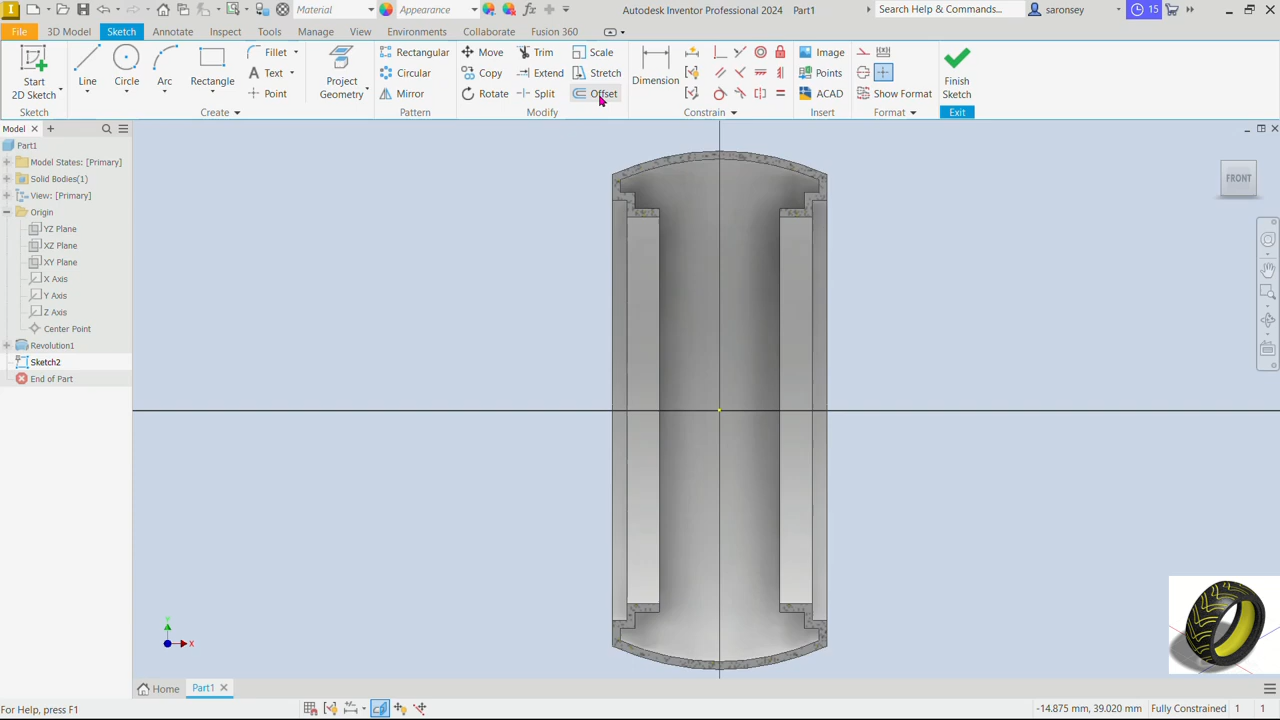 Material Appearance fx Autodesk Inventor Professional 2024 Part1 Search Help & Commands... saronsey 15
File 3D Model Sketch Annotate Inspect Tools Manage View Environments Collaborate Fusion 360
Start 2D Sketch Line Circle Arc Rectangle Fillet Text Point Project Geometry Rectangular Circular Mirror Move Copy Rotate Trim Extend Split Scale Stretch Offset Dimension Image Points ACAD Show Format Finish Sketch
Sketch Create Pattern Modify Constrain Insert Format Exit
Model
Part1
Model States: [Primary]
Solid Bodies(1)
View: [Primary]
Origin
YZ Plane
XZ Plane
XY Plane
X Axis
Y Axis
Z Axis
Center Point
Revolution1
Sketch2
End of Part
FRONT
Y
X
Home Part1
For Help, press F1 -14.875 mm, 39.020 mm Fully Constrained 1 1